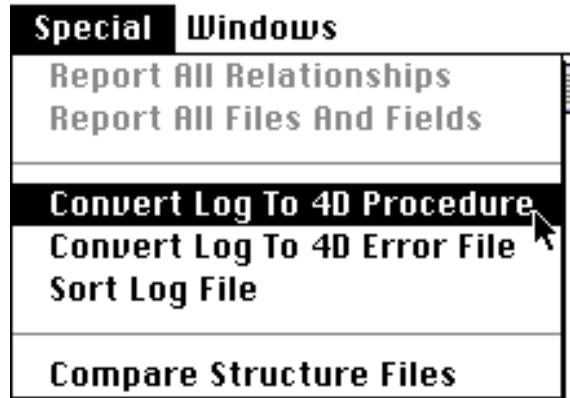 Special Windows
Report All Relationships
Report All Files And Fields
Convert Log To 4D Procedure
Convert Log To 4D Error File
Sort Log File
Compare Structure Files